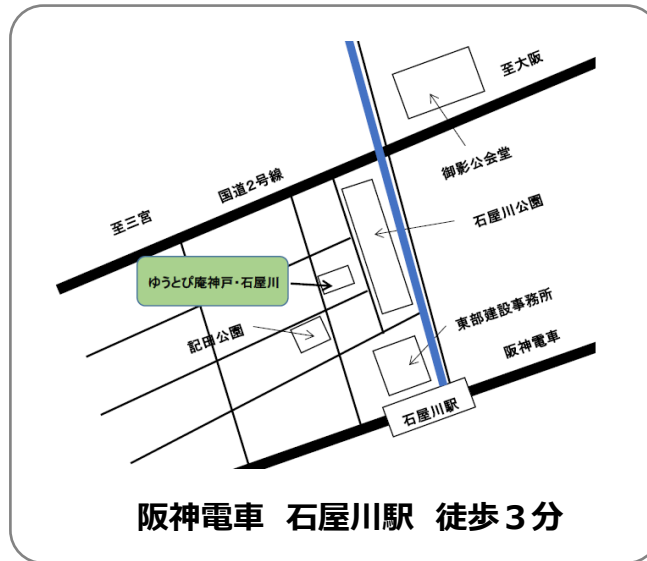 至大阪
御影公会堂
国道2号線
至三宮
石屋川公園
ゆうとぴ庵神戸・石屋川
東部建設事務所
記田公園
阪神電車
石屋川駅
阪神電車 石屋川駅 徒歩３分